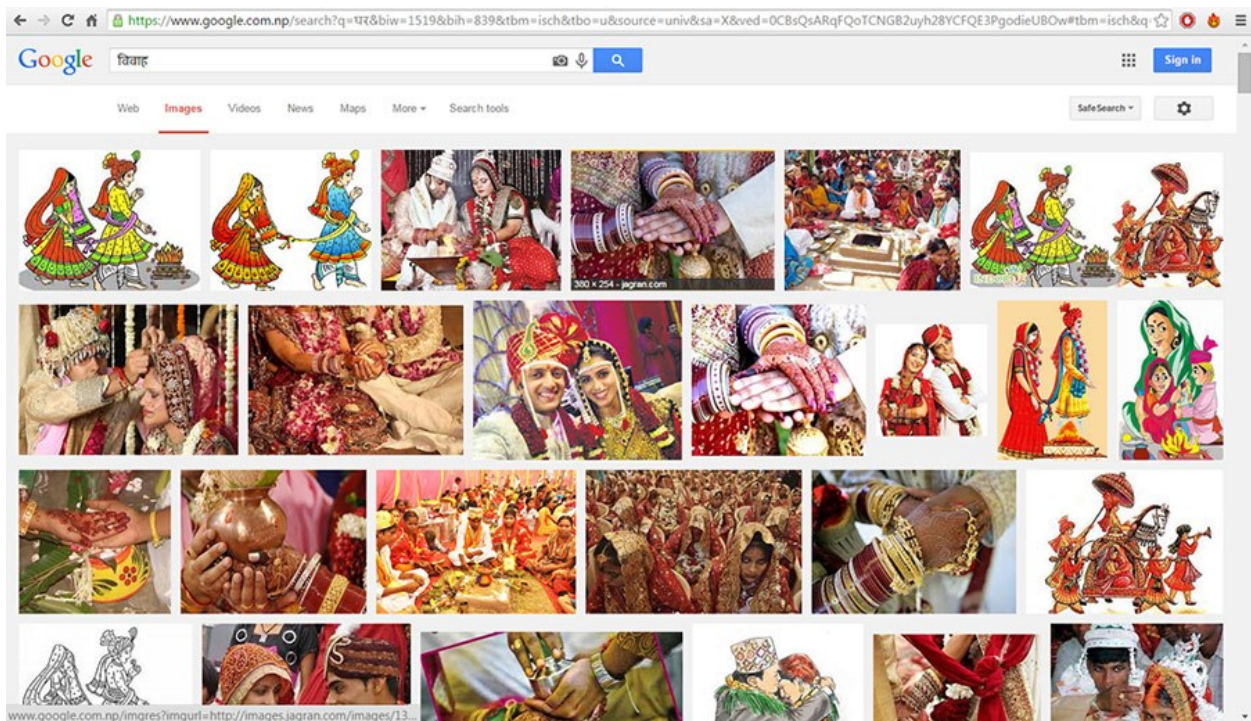 https://www.google.com.np/search?q=घर&biw=1519&bih=839&tbm=isch&tbo=u&source=univ&sa=X&ved=0CBsQsARqFQoTCNGB2uyh28YCFQE3PgodieUBOw#tbm=isch&q
Google विवाह Sign in
Web Images Videos News Maps More Search tools SafeSearch
380 × 254 - jagran.com
www.google.com.np/imgres?imgurl=http://images.jagran.com/images/13...